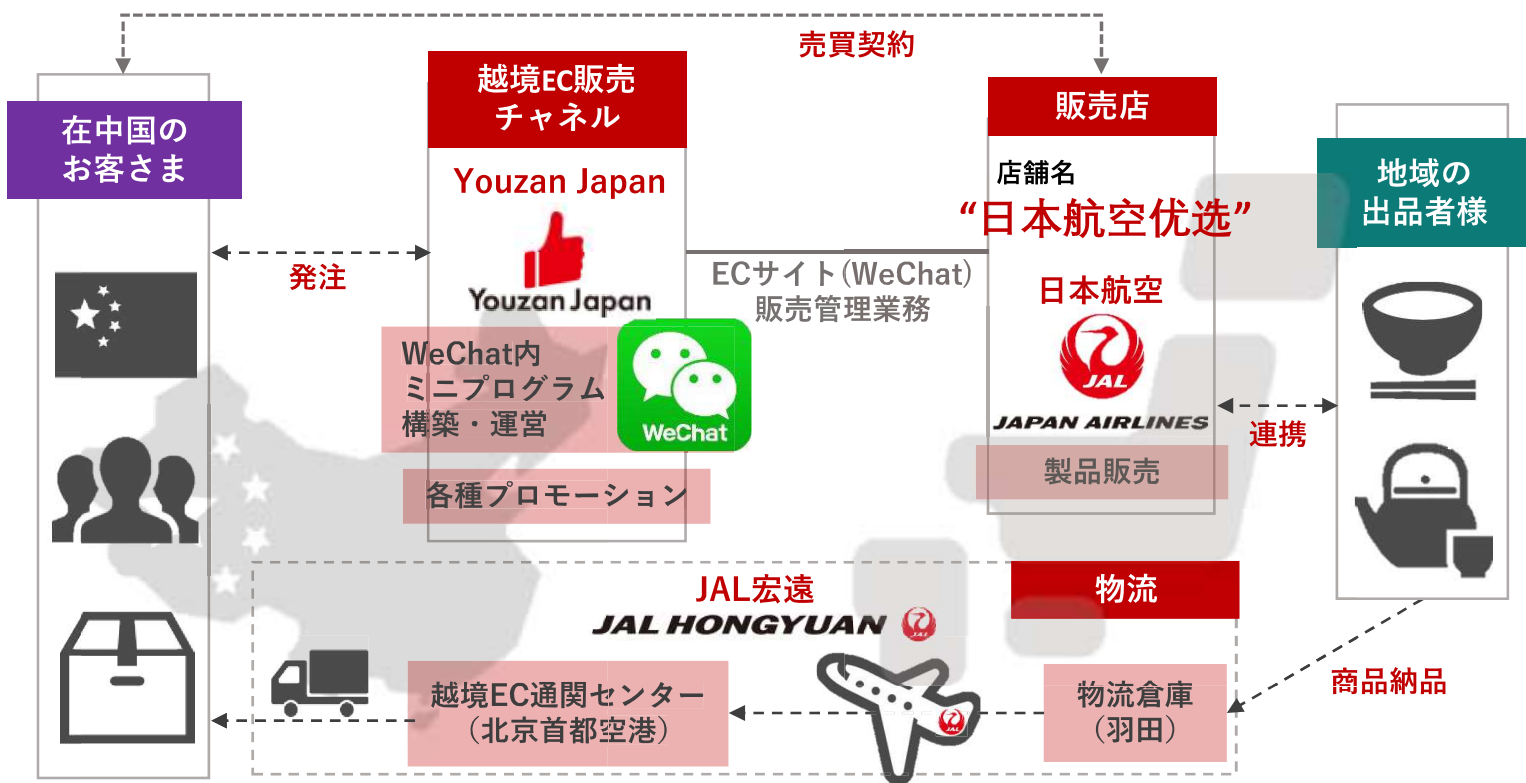 売買契約
在中国の
お客さま
越境EC販売
チャネル
Youzan Japan
Youzan Japan
発注
WeChat内
ミニプログラム
構築・運営
WeChat
各種プロモーション
ECサイト(WeChat)
販売管理業務
販売店
店舗名
“日本航空优选”
日本航空
JAL
JAPAN AIRLINES
製品販売
連携
地域の
出品者様
商品納品
物流
JAL宏遠
JAL HONGYUAN
JAL
越境EC通関センター
(北京首都空港)
JAL
物流倉庫
(羽田)